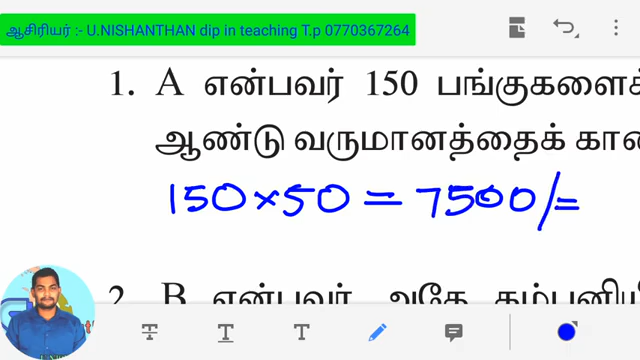 ஆசிரியர் :- U.NISHANTHAN dip in teaching T.p 0770367264
1. A என்பவர் 150 பங்குகளைக்
ஆண்டு வருமானத்தைக் கான
150×50 = 7500/=
2. B என்பவர் அதே கம்பனியி